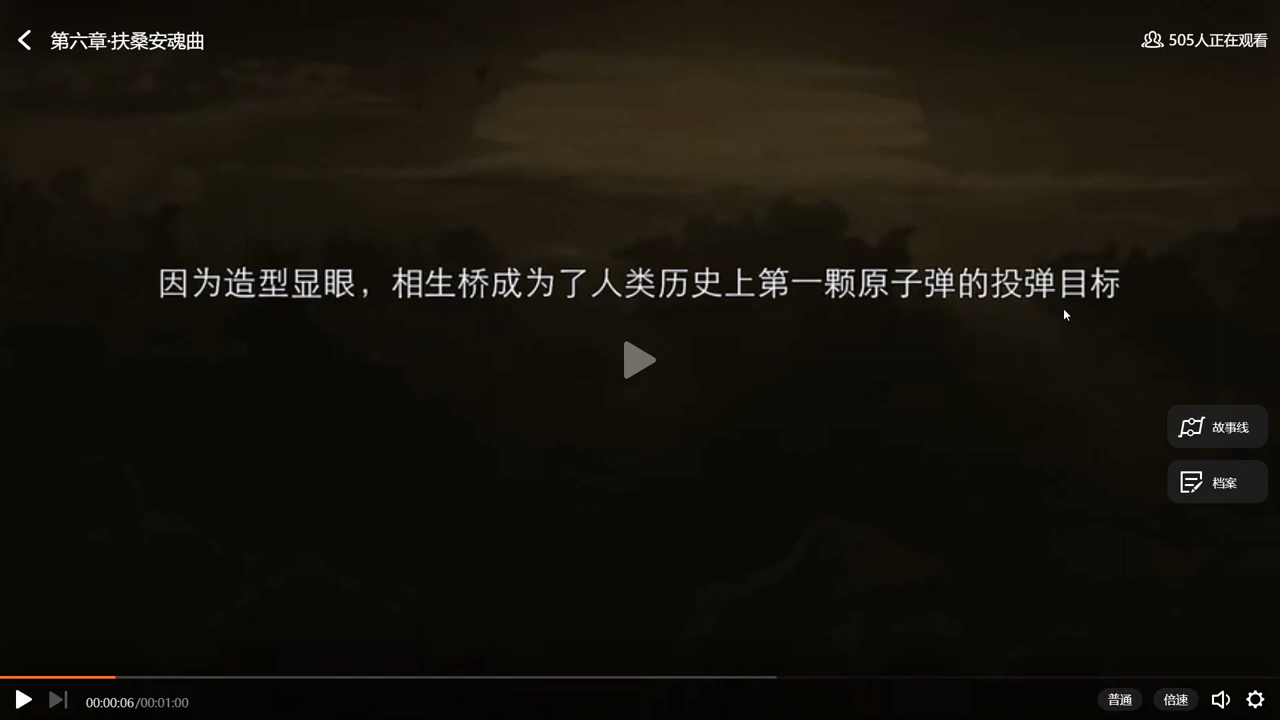 第六章·扶桑安魂曲
505人正在观看
因为造型显眼，相生桥成为了人类历史上第一颗原子弹的投弹目标
故事线
档案
00:00:06/00:01:00
普通
倍速